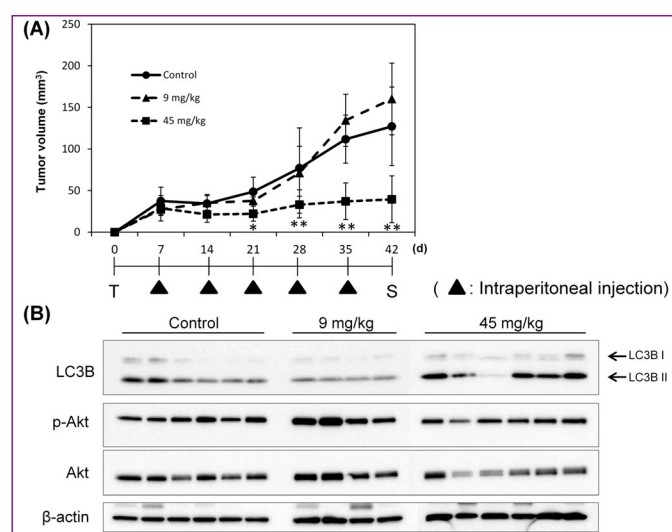 (A)
Tumor volume (mm³)
250
200
150
100
50
0
Control
9 mg/kg
45 mg/kg
* ** ** **
0 7 14 21 28 35 42 (d)
T S
( ▲: Intraperitoneal injection)
(B)
Control 9 mg/kg 45 mg/kg
LC3B
LC3B I
LC3B II
p-Akt
Akt
β-actin